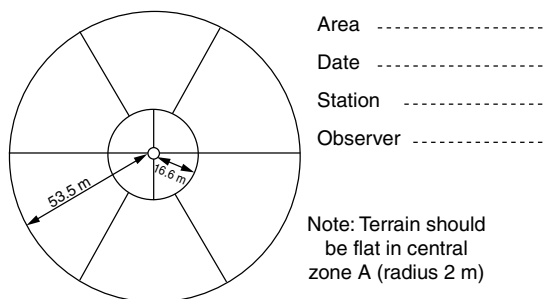 Area
Date
Station
Observer
53.5 m
16.6 m
Note: Terrain should
be flat in central
zone A (radius 2 m)